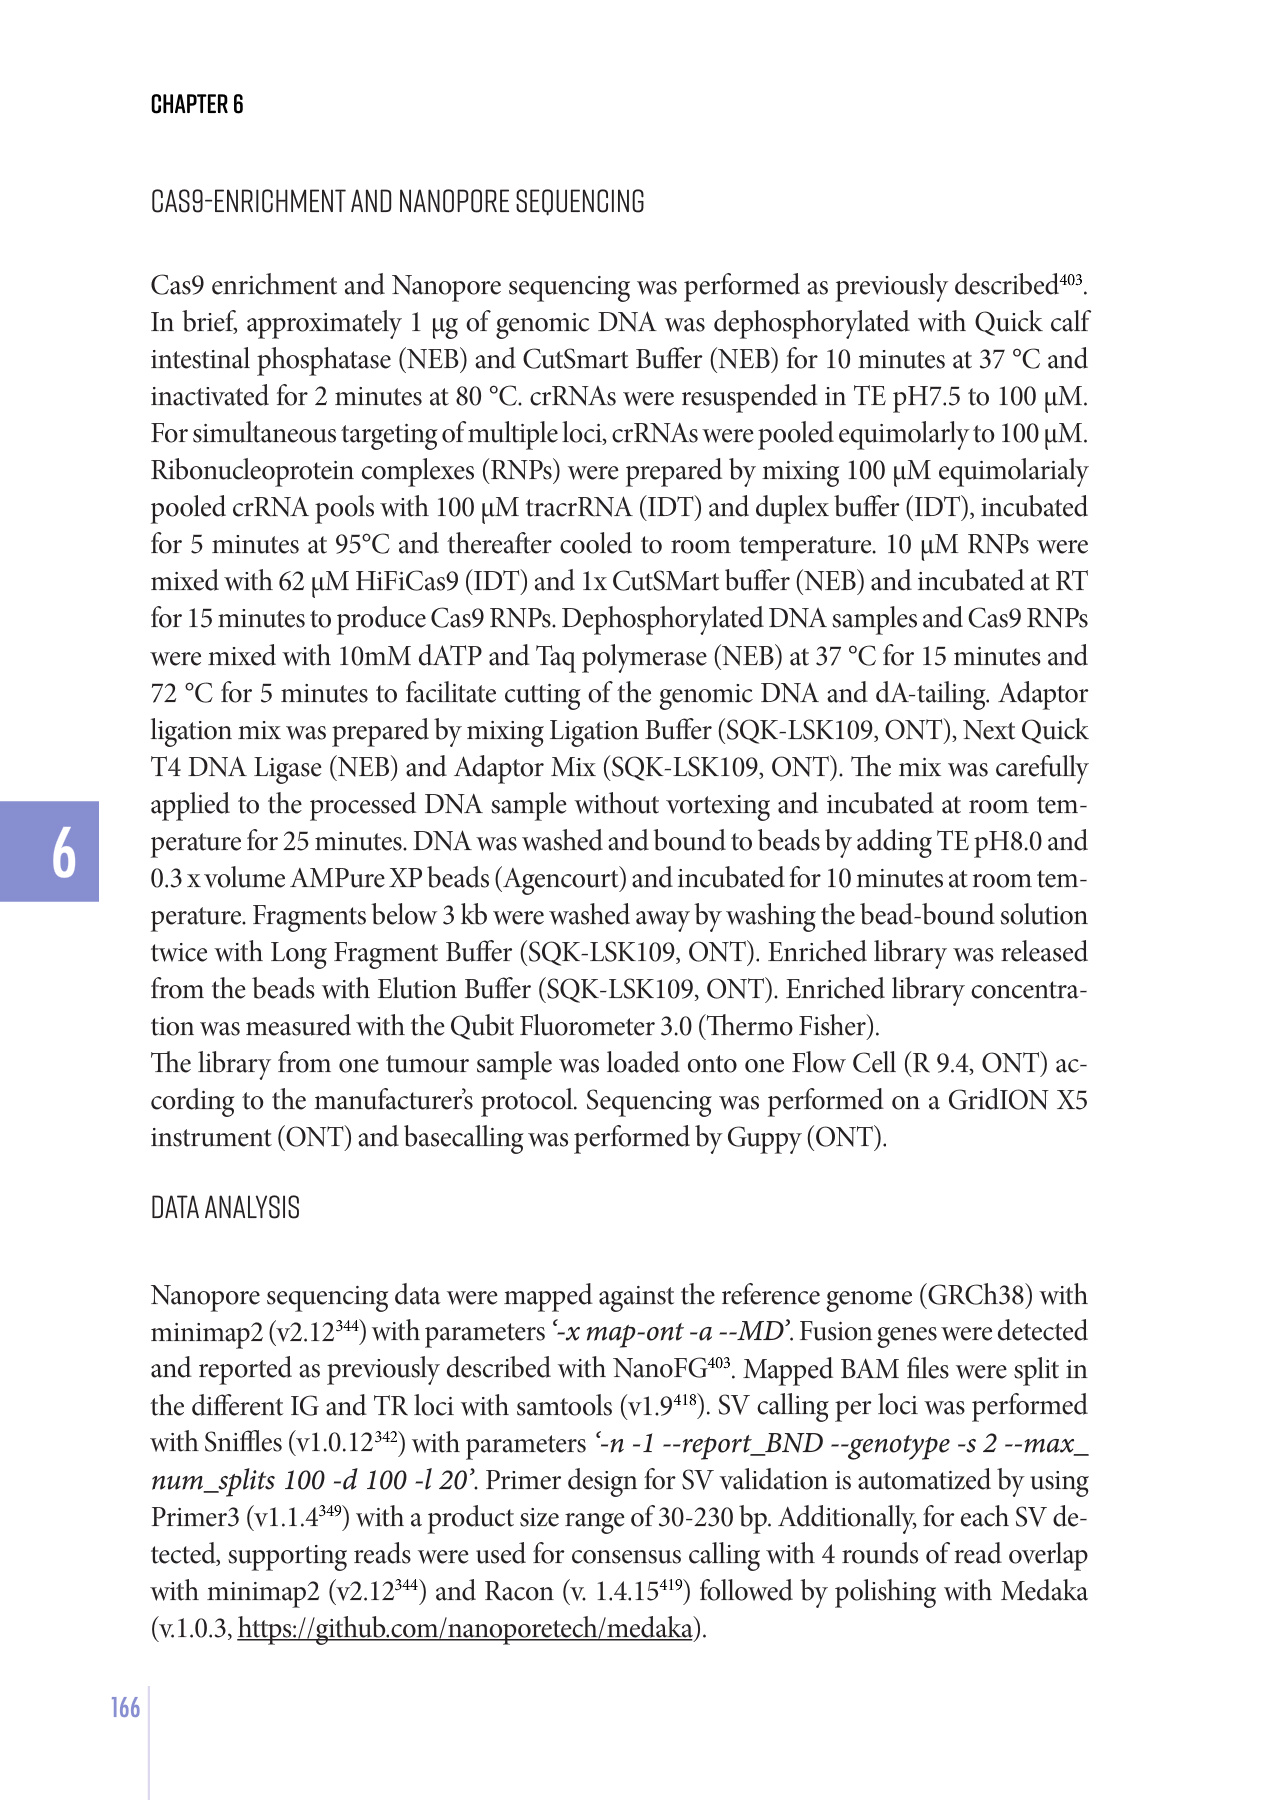 CHAPTER 6
CAS9-ENRICHMENT AND NANOPORE SEQUENCING
Cas9 enrichment and Nanopore sequencing was performed as previously described403.
In brief, approximately 1 µg of genomic DNA was dephosphorylated with Quick calf
intestinal phosphatase (NEB) and CutSmart Buffer (NEB) for 10 minutes at 37 °C and
inactivated for 2 minutes at 80 °C. crRNAs were resuspended in TE pH7.5 to 100 µM.
For simultaneous targeting of multiple loci, crRNAs were pooled equimolarly to 100 µM.
Ribonucleoprotein complexes (RNPs) were prepared by mixing 100 µM equimolarialy
pooled crRNA pools with 100 µM tracrRNA (IDT) and duplex buffer (IDT), incubated
for 5 minutes at 95°C and thereafter cooled to room temperature. 10 µM RNPs were
mixed with 62 µM HiFiCas9 (IDT) and 1x CutSMart buffer (NEB) and incubated at RT
for 15 minutes to produce Cas9 RNPs. Dephosphorylated DNA samples and Cas9 RNPs
were mixed with 10mM dATP and Taq polymerase (NEB) at 37 °C for 15 minutes and
72 °C for 5 minutes to facilitate cutting of the genomic DNA and dA-tailing. Adaptor
ligation mix was prepared by mixing Ligation Buffer (SQK-LSK109, ONT), Next Quick
T4 DNA Ligase (NEB) and Adaptor Mix (SQK-LSK109, ONT). The mix was carefully
applied to the processed DNA sample without vortexing and incubated at room tem-
perature for 25 minutes. DNA was washed and bound to beads by adding TE pH8.0 and
0.3 x volume AMPure XP beads (Agencourt) and incubated for 10 minutes at room tem-
perature. Fragments below 3 kb were washed away by washing the bead-bound solution
twice with Long Fragment Buffer (SQK-LSK109, ONT). Enriched library was released
from the beads with Elution Buffer (SQK-LSK109, ONT). Enriched library concentra-
tion was measured with the Qubit Fluorometer 3.0 (Thermo Fisher).
The library from one tumour sample was loaded onto one Flow Cell (R 9.4, ONT) ac-
cording to the manufacturer's protocol. Sequencing was performed on a GridION X5
instrument (ONT) and basecalling was performed by Guppy (ONT).
6
DATA ANALYSIS
Nanopore sequencing data were mapped against the reference genome (GRCh38) with
minimap2 (v2.12344) with parameters ‘-x map-ont -a --MD’. Fusion genes were detected
and reported as previously described with NanoFG403. Mapped BAM files were split in
the different IG and TR loci with samtools (v1.9418). SV calling per loci was performed
with Sniffles (v1.0.12342) with parameters ‘-n -1 --report_BND --genotype -s 2 --max_
num_splits 100 -d 100 -l 20’. Primer design for SV validation is automatized by using
Primer3 (v1.1.4349) with a product size range of 30-230 bp. Additionally, for each SV de-
tected, supporting reads were used for consensus calling with 4 rounds of read overlap
with minimap2 (v2.12344) and Racon (v. 1.4.15419) followed by polishing with Medaka
(v.1.0.3, https://github.com/nanoporetech/medaka).
166